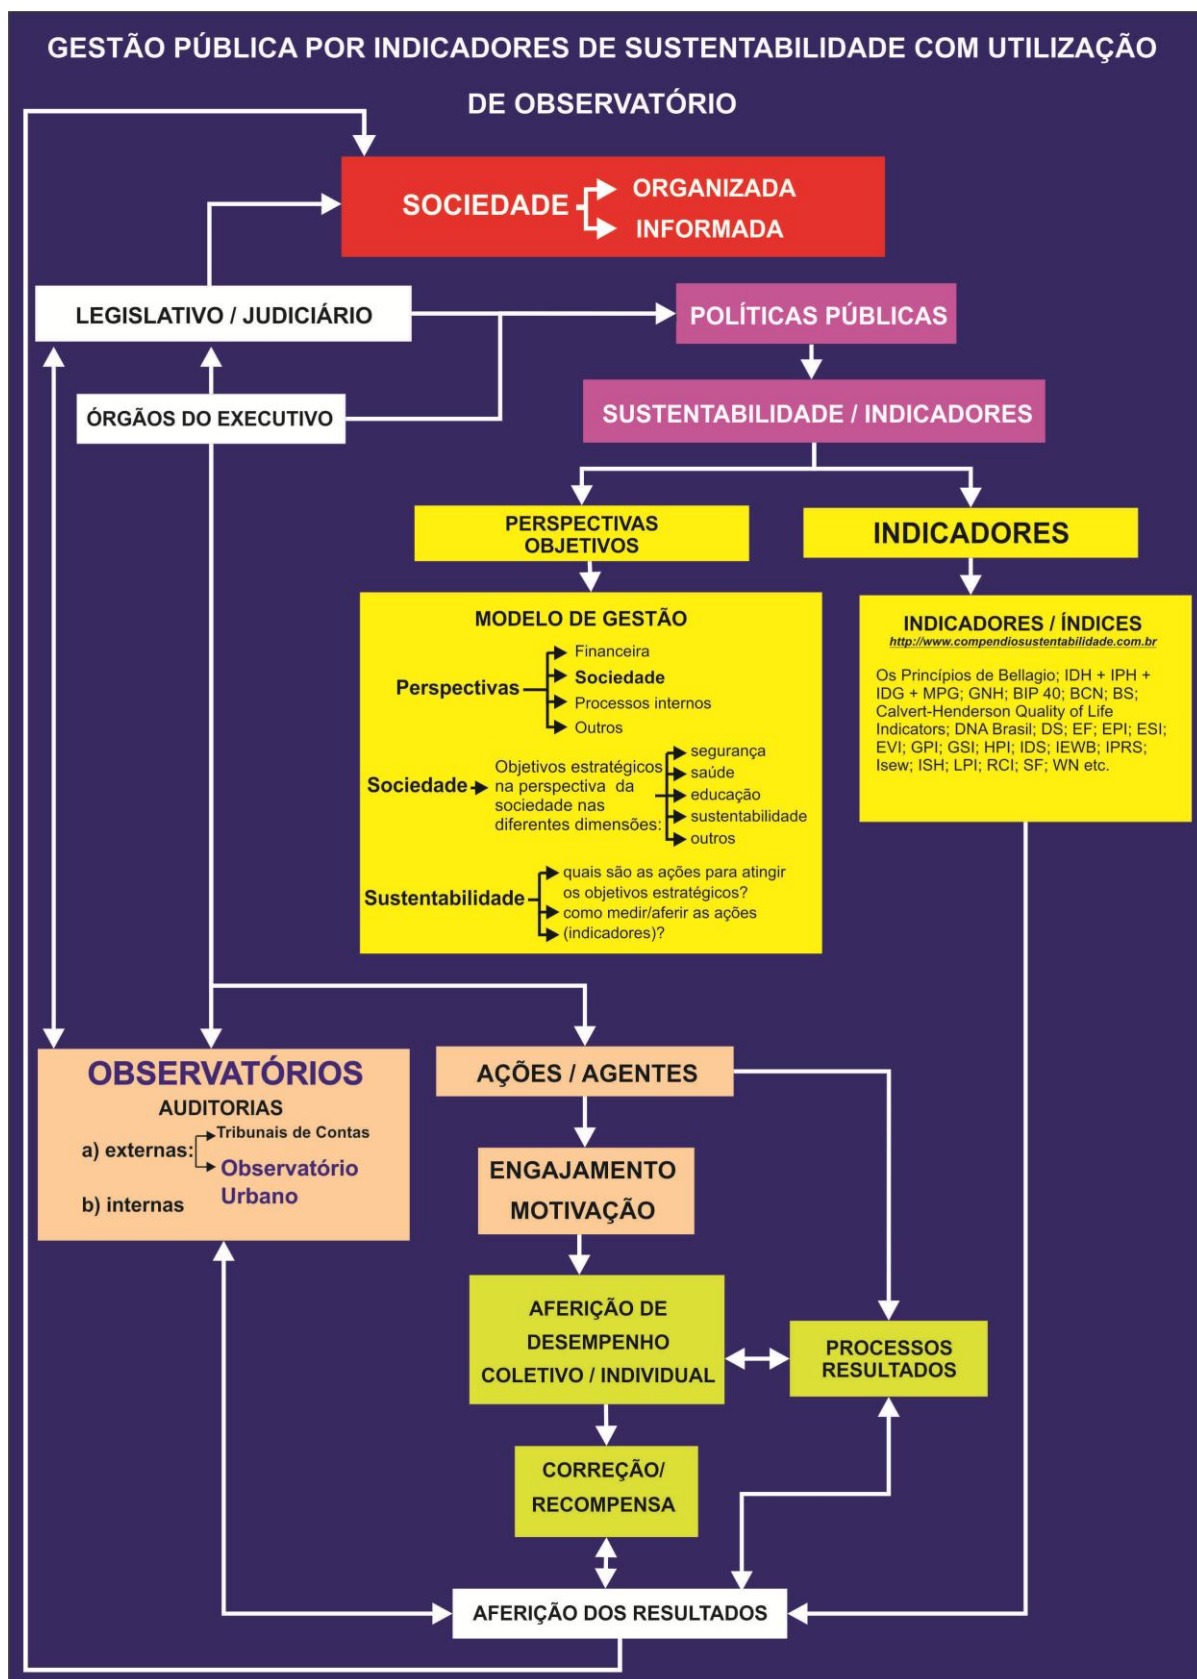 GESTÃO PÚBLICA POR INDICADORES DE SUSTENTABILIDADE COM UTILIZAÇÃO
DE OBSERVATÓRIO
SOCIEDADE
ORGANIZADA
INFORMADA
LEGISLATIVO / JUDICIÁRIO
POLÍTICAS PÚBLICAS
ÓRGÃOS DO EXECUTIVO
SUSTENTABILIDADE / INDICADORES
PERSPECTIVAS
OBJETIVOS
INDICADORES
MODELO DE GESTÃO
Perspectivas
Financeira
Sociedade
Processos internos
Outros
Sociedade
Objetivos estratégicos
na perspectiva da
sociedade nas
diferentes dimensões:
segurança
saúde
educação
sustentabilidade
outros
Sustentabilidade
quais são as ações para atingir
os objetivos estratégicos?
como medir/aferir as ações
(indicadores)?
INDICADORES / ÍNDICES
http://www.compendiosustentabilidade.com.br
Os Princípios de Bellagio; IDH + IPH +
IDG + MPG; GNH; BIP 40; BCN; BS;
Calvert-Henderson Quality of Life
Indicators; DNA Brasil; DS; EF; EPI; ESI;
EVI; GPI; GSI; HPI; IDS; IEWB; IPRS;
Isew; ISH; LPI; RCI; SF; WN etc.
OBSERVATÓRIOS
AUDITORIAS
a) externas:
Tribunais de Contas
Observatório
Urbano
b) internas
AÇÕES / AGENTES
ENGAJAMENTO
MOTIVAÇÃO
AFERIÇÃO DE
DESEMPENHO
COLETIVO / INDIVIDUAL
PROCESSOS
RESULTADOS
CORREÇÃO/
RECOMPENSA
AFERIÇÃO DOS RESULTADOS